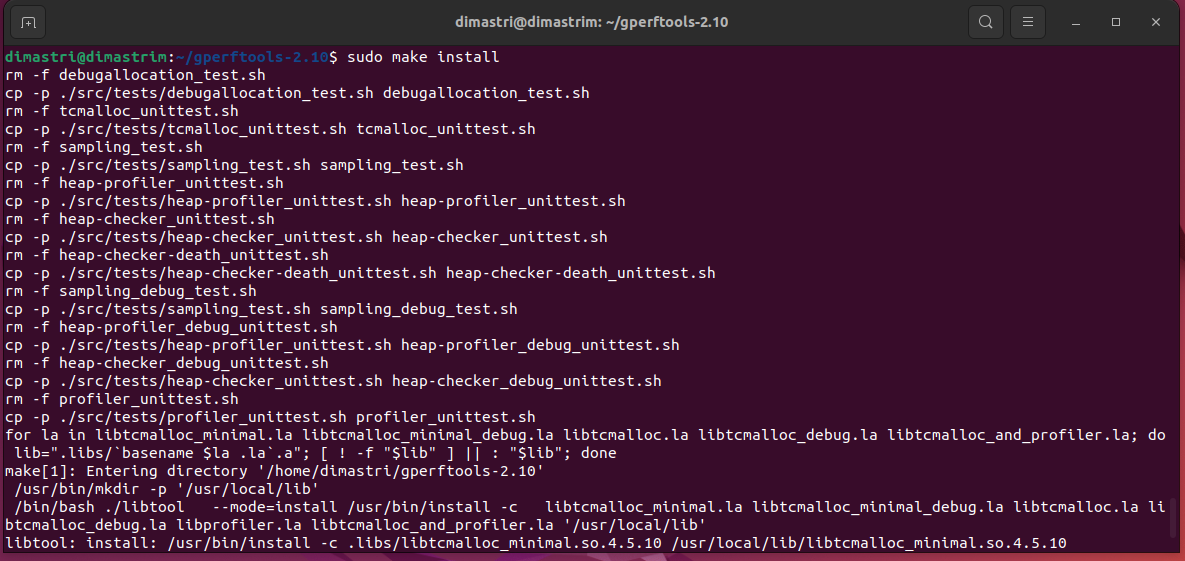 dimastri@dimastrim: ~/gperftools-2.10
dimastri@dimastrim:~/gperftools-2.10$ sudo make install
rm -f debugallocation_test.sh
cp -p ./src/tests/debugallocation_test.sh debugallocation_test.sh
rm -f tcmalloc_unittest.sh
cp -p ./src/tests/tcmalloc_unittest.sh tcmalloc_unittest.sh
rm -f sampling_test.sh
cp -p ./src/tests/sampling_test.sh sampling_test.sh
rm -f heap-profiler_unittest.sh
cp -p ./src/tests/heap-profiler_unittest.sh heap-profiler_unittest.sh
rm -f heap-checker_unittest.sh
cp -p ./src/tests/heap-checker_unittest.sh heap-checker_unittest.sh
rm -f heap-checker-death_unittest.sh
cp -p ./src/tests/heap-checker-death_unittest.sh heap-checker-death_unittest.sh
rm -f sampling_debug_test.sh
cp -p ./src/tests/sampling_test.sh sampling_debug_test.sh
rm -f heap-profiler_debug_unittest.sh
cp -p ./src/tests/heap-profiler_unittest.sh heap-profiler_debug_unittest.sh
rm -f heap-checker_debug_unittest.sh
cp -p ./src/tests/heap-checker_unittest.sh heap-checker_debug_unittest.sh
rm -f profiler_unittest.sh
cp -p ./src/tests/profiler_unittest.sh profiler_unittest.sh
for la in libtcmalloc_minimal.la libtcmalloc_minimal_debug.la libtcmalloc.la libtcmalloc_debug.la libtcmalloc_and_profiler.la; do
 lib=".libs/`basename $la .la`.a"; [ ! -f "$lib" ] || : "$lib"; done
make[1]: Entering directory '/home/dimastri/gperftools-2.10'
 /usr/bin/mkdir -p '/usr/local/lib'
 /bin/bash ./libtool   --mode=install /usr/bin/install -c   libtcmalloc_minimal.la libtcmalloc_minimal_debug.la libtcmalloc.la li
btcmalloc_debug.la libprofiler.la libtcmalloc_and_profiler.la '/usr/local/lib'
libtool: install: /usr/bin/install -c .libs/libtcmalloc_minimal.so.4.5.10 /usr/local/lib/libtcmalloc_minimal.so.4.5.10